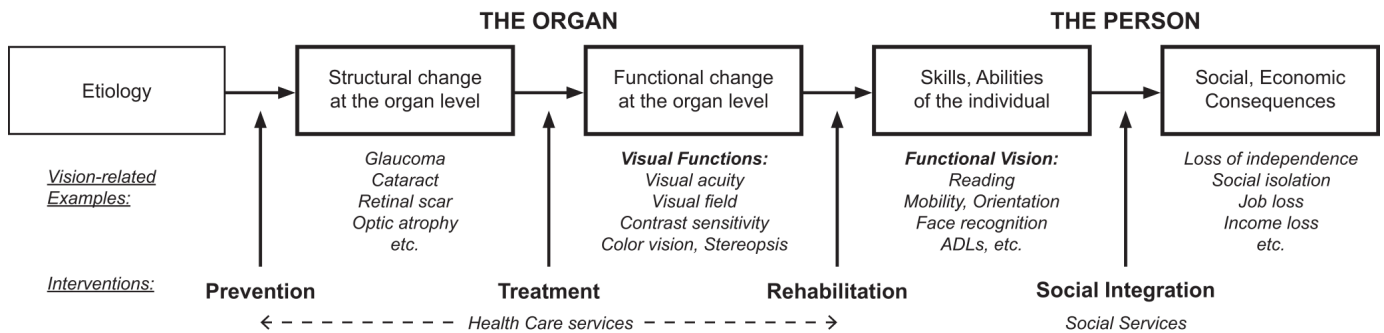 THE ORGAN
THE PERSON
Etiology
Structural change
at the organ level
Functional change
at the organ level
Skills, Abilities
of the individual
Social, Economic
Consequences
Vision-related
Examples:
Glaucoma
Cataract
Retinal scar
Optic atrophy
etc.
Visual Functions:
Visual acuity
Visual field
Contrast sensitivity
Color vision, Stereopsis
Functional Vision:
Reading
Mobility, Orientation
Face recognition
ADLs, etc.
Loss of independence
Social isolation
Job loss
Income loss
etc.
Interventions:
Prevention
Treatment
Rehabilitation
Social Integration
Health Care services
Social Services